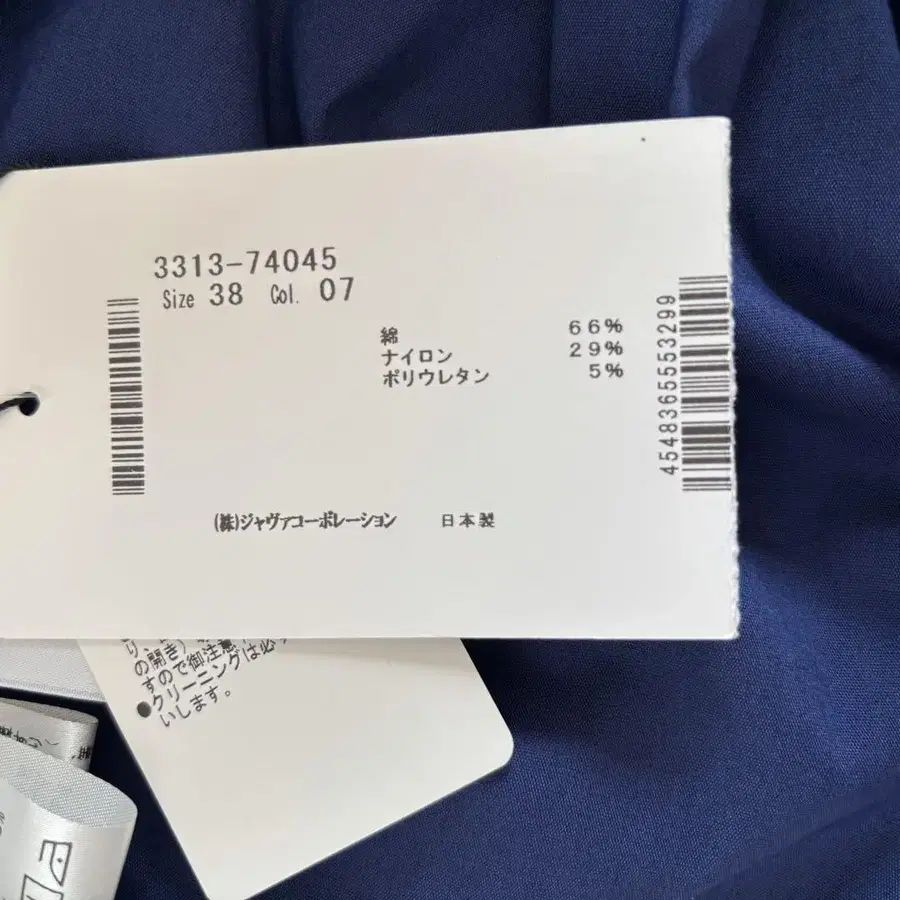 3313-74045
Size 38 Col. 07
綿 66%
ナイロン 29%
ポリウレタン 5%
4548365553299
(株)ジャヴァコーポレーション 日本製
の開き
すので御注意
●クリーニングは必
いします。